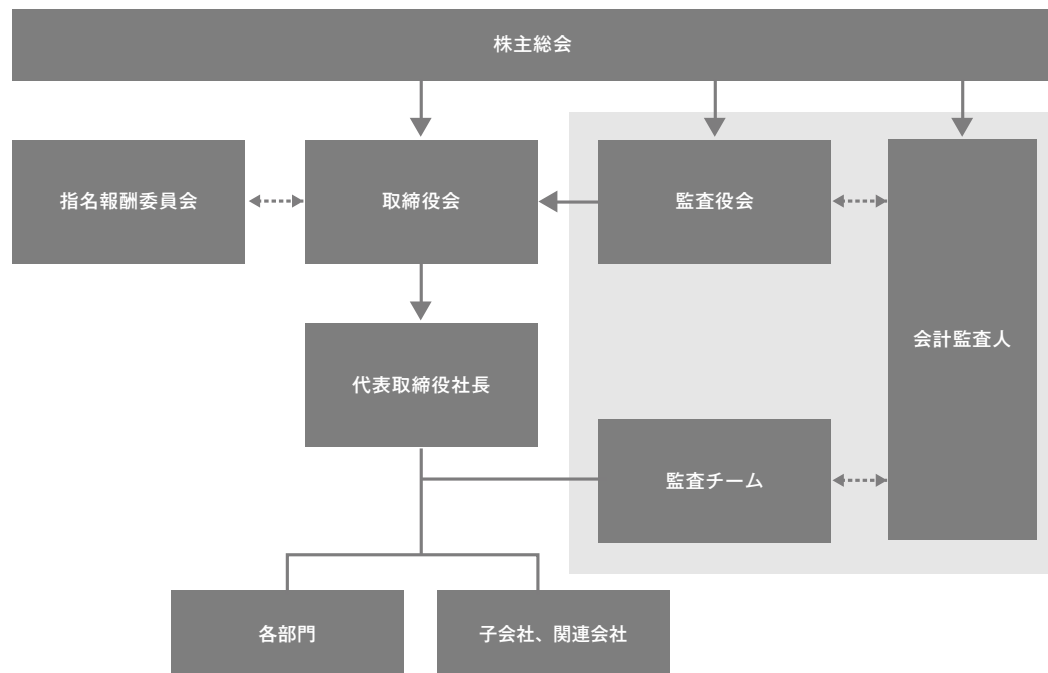 株主総会
指名報酬委員会
取締役会
監査役会
会計監査人
代表取締役社長
監査チーム
各部門
子会社、関連会社